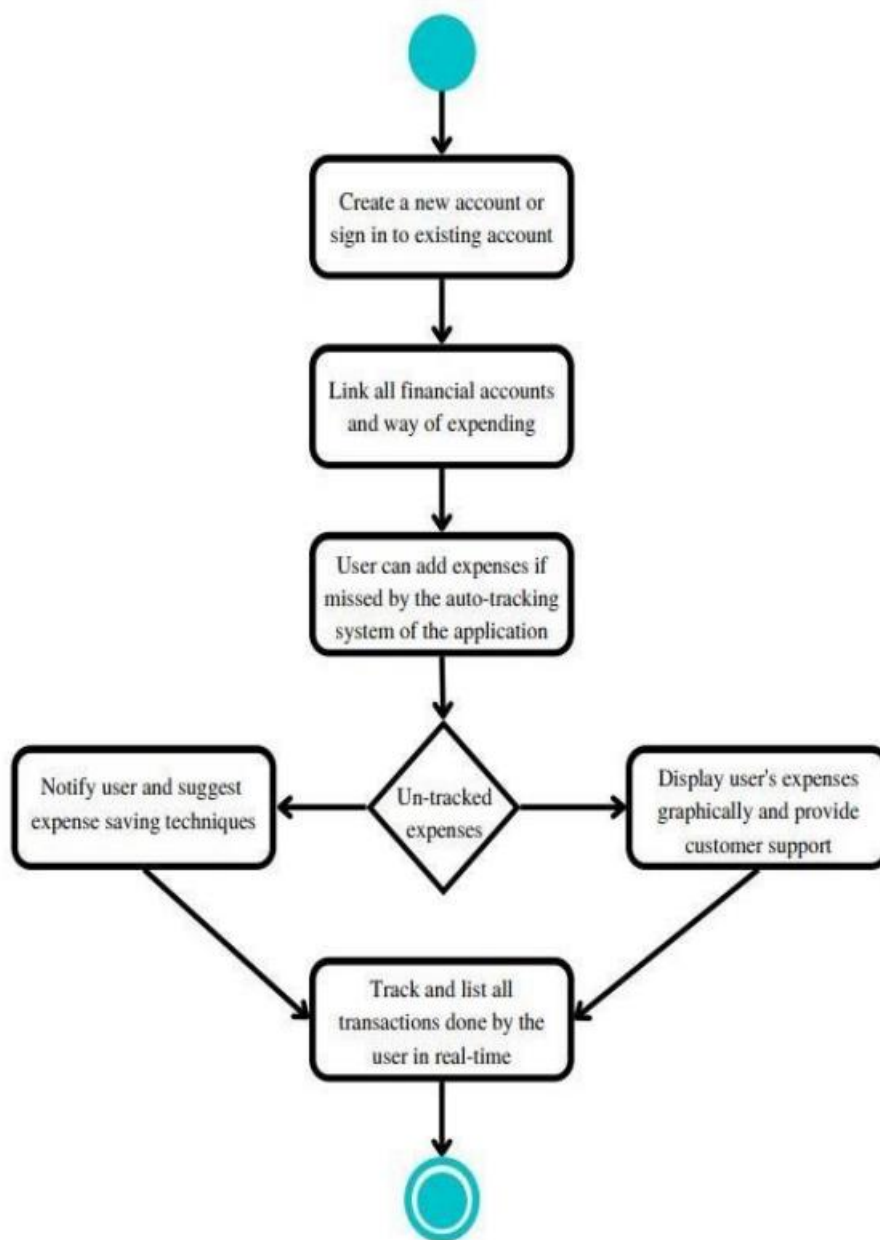 Create a new account or
sign in to existing account
Link all financial accounts
and way of expending
User can add expenses if
missed by the auto-tracking
system of the application
Un-tracked
expenses
Notify user and suggest
expense saving techniques
Display user's expenses
graphically and provide
customer support
Track and list all
transactions done by the
user in real-time